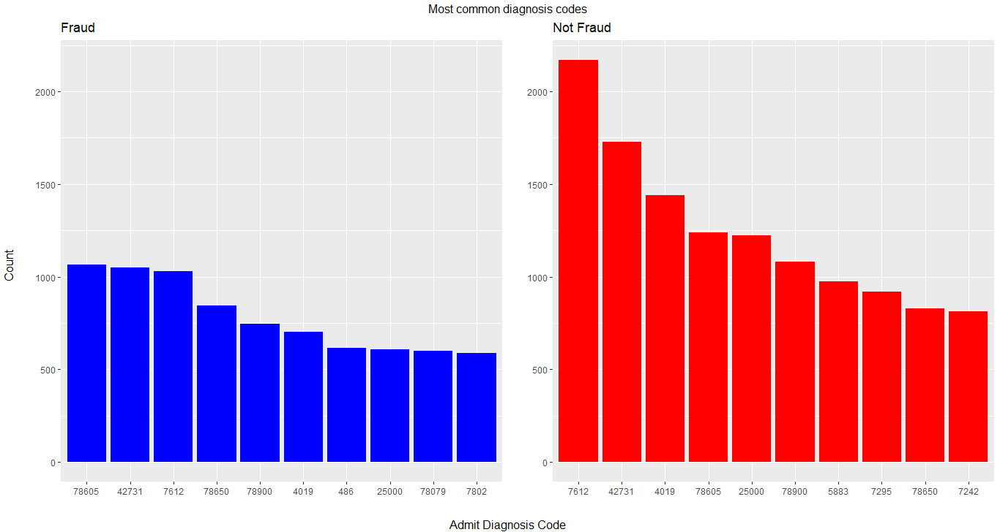 Most common diagnosis codes
Fraud
Not Fraud
2000
1500
1000
500
0
Count
78605 42731 7612 78650 78900 4019 486 25000 78079 7802
2000
1500
1000
500
0
7612 42731 4019 78605 25000 78900 5883 7295 78650 7242
Admit Diagnosis Code